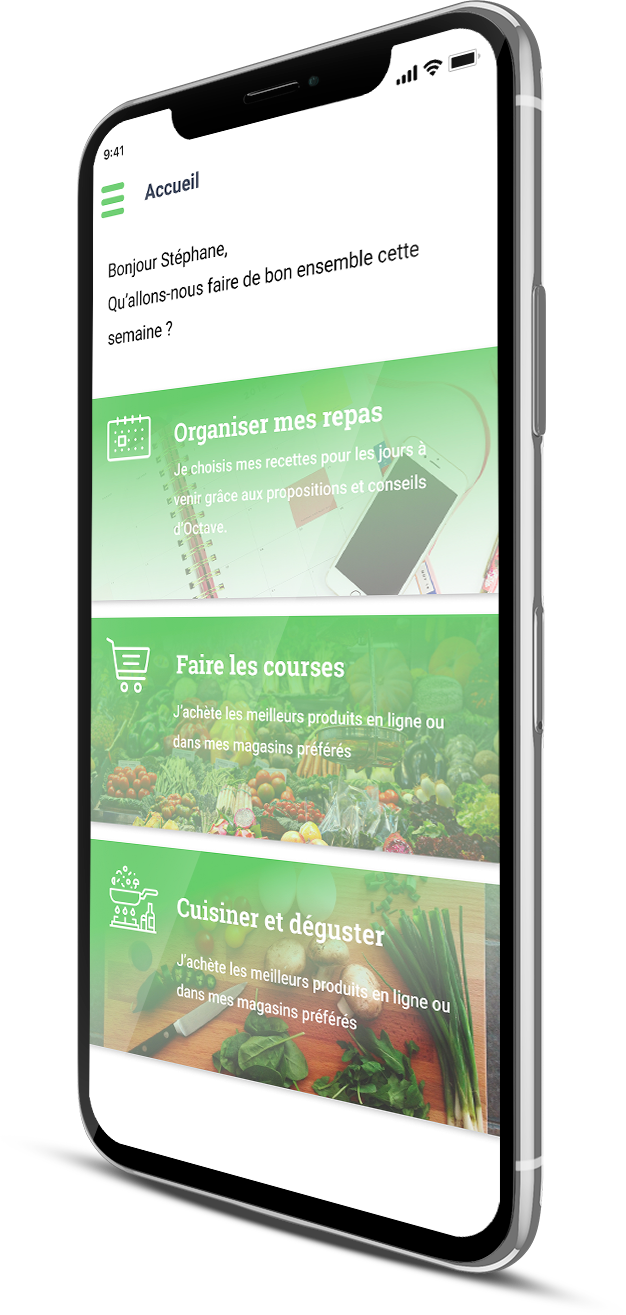 9:41
Accueil
Bonjour Stéphane,
Qu'allons-nous faire de bon ensemble cette
semaine ?
Organiser mes repas
Je choisis mes recettes pour les jours à
venir grâce aux propositions et conseils
d'Octave.
Faire les courses
J'achète les meilleurs produits en ligne ou
dans mes magasins préférés
Cuisiner et déguster
J'achète les meilleurs produits en ligne ou
dans mes magasins préférés